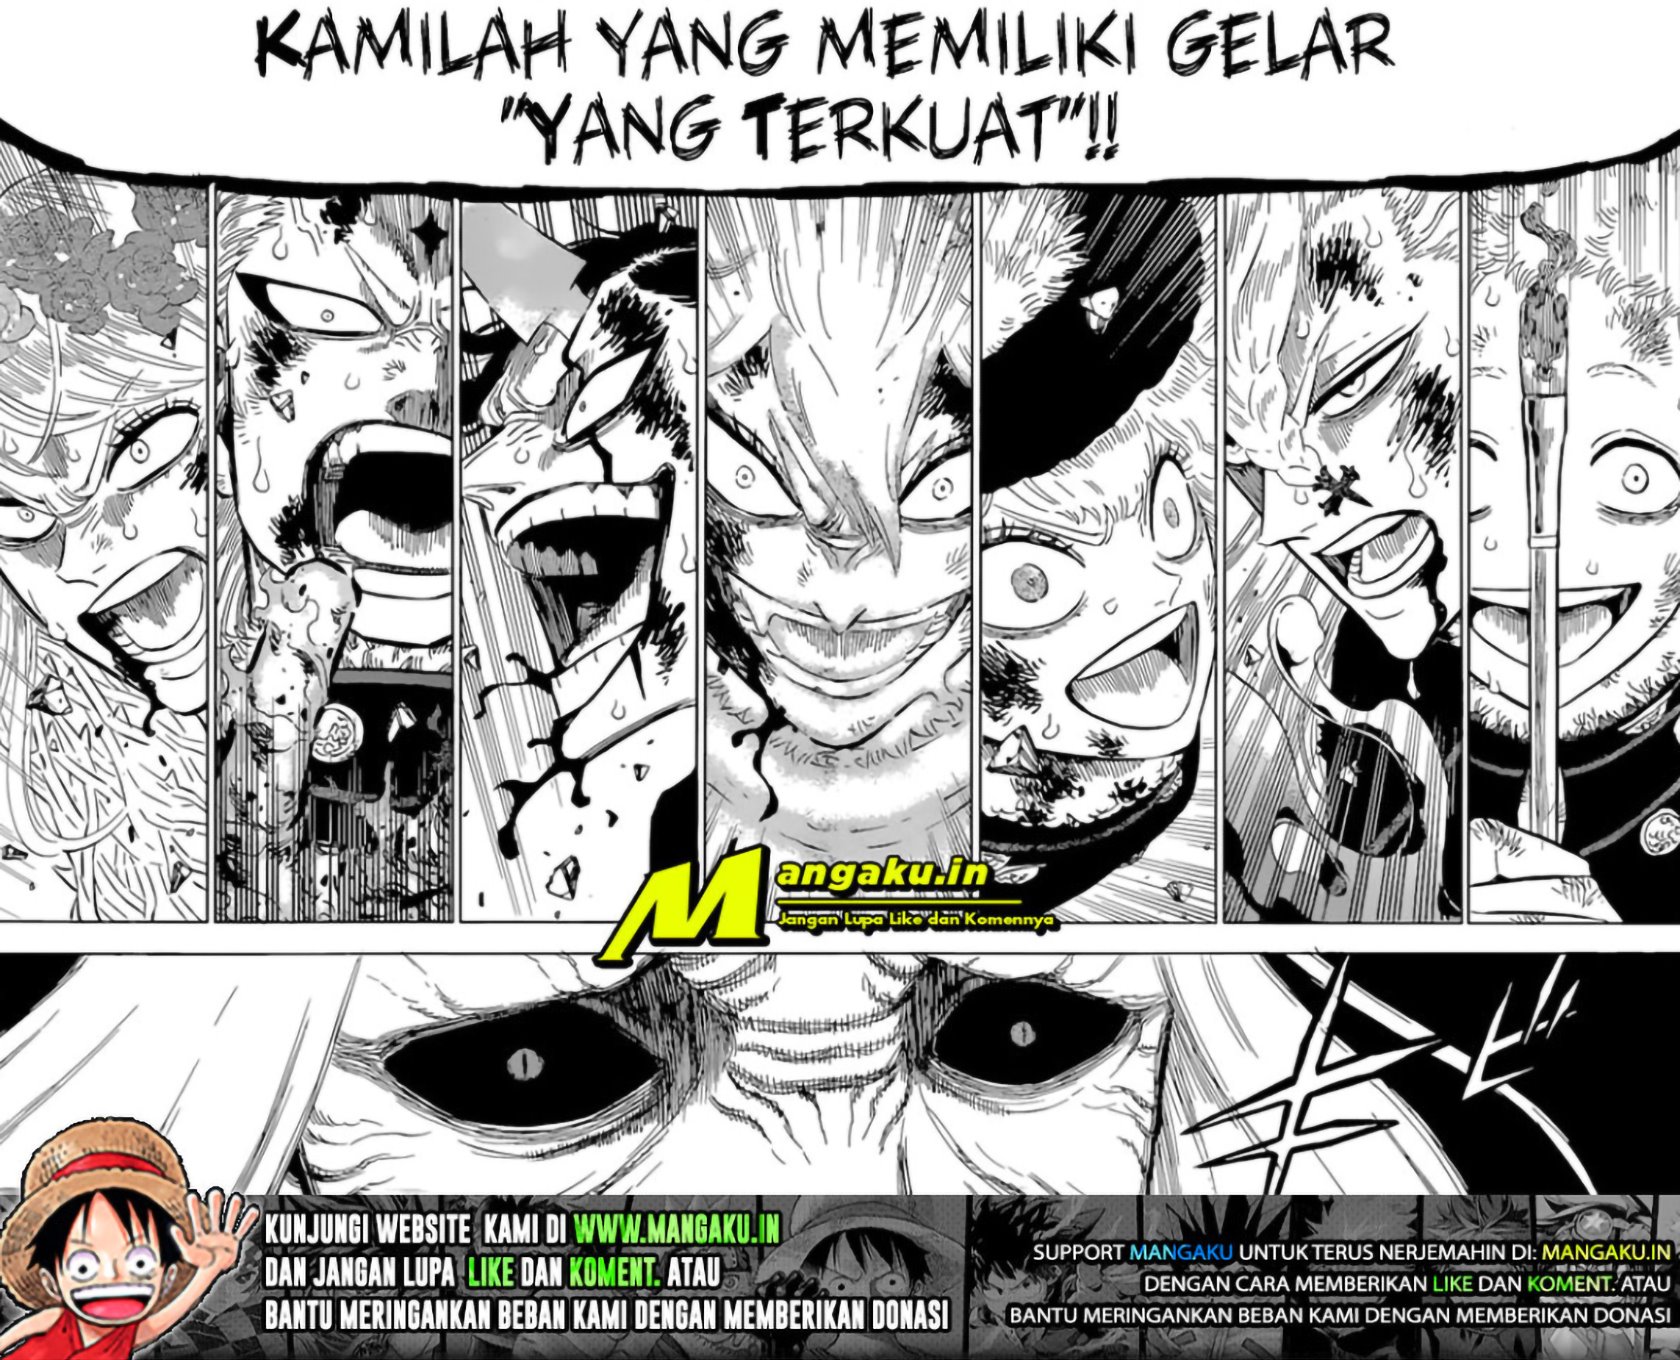 KAMILAH YANG MEMILIKI GELAR
"YANG TERKUAT"!!
Mangaku.in
Jangan Lupa Like dan Komennya
ギ
ビ
KUNJUNGI WEBSITE KAMI DI WWW.MANGAKU.IN
DAN JANGAN LUPA LIKE DAN KOMENT. ATAU
BANTU MERINGANKAN BEBAN KAMI DENGAN MEMBERIKAN DONASI
SUPPORT MANGAKU UNTUK TERUS NERJEMAHIN DI: MANGAKU.IN
DENGAN CARA MEMBERIKAN LIKE DAN KOMENT. ATAU
BANTU MERINGANKAN BEBAN KAMI DENGAN MEMBERIKAN DONASI